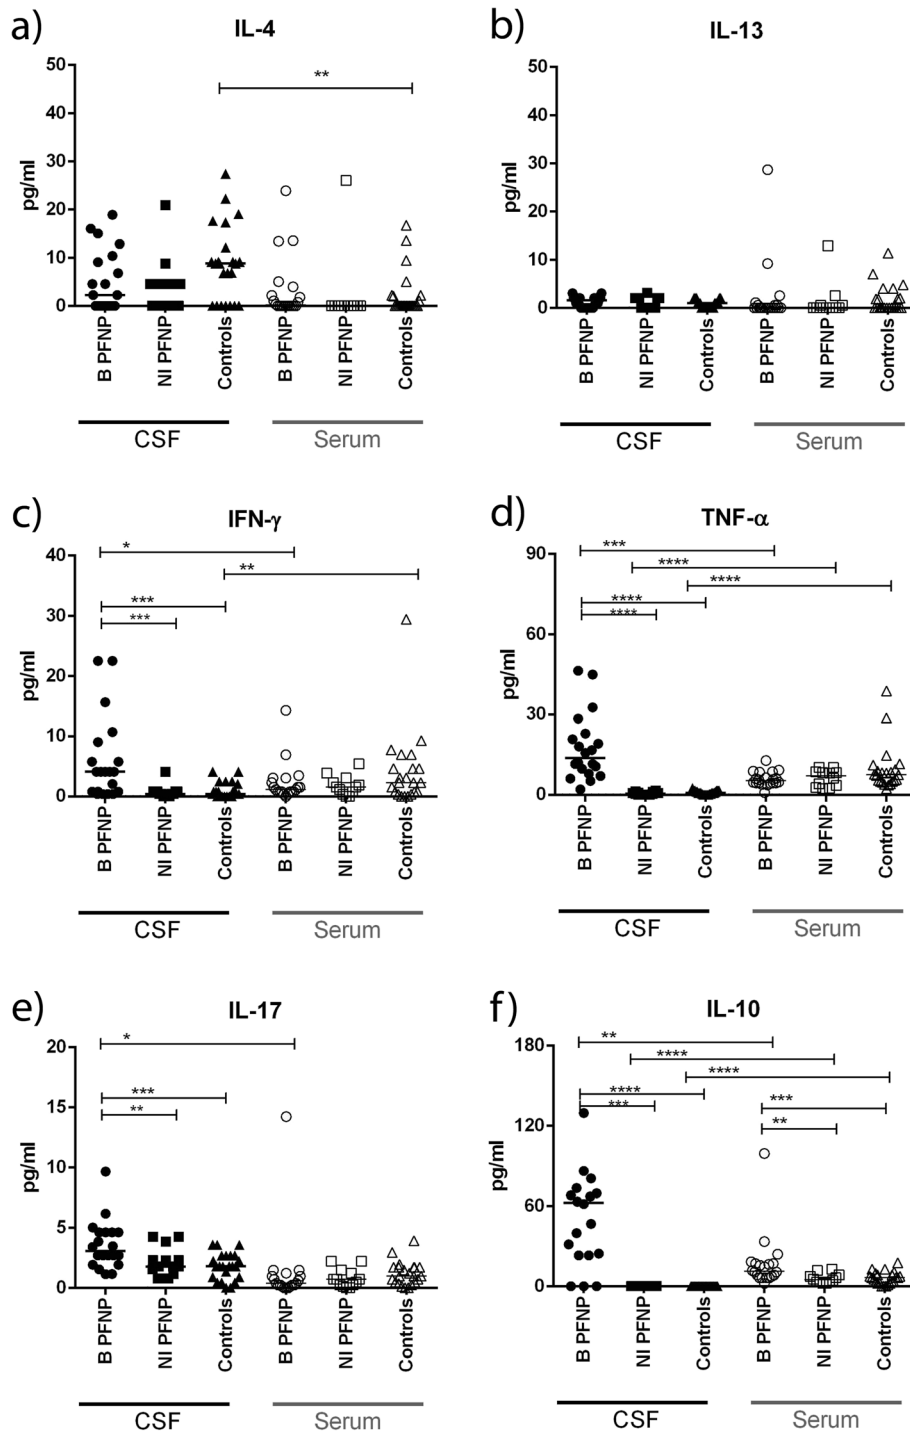 a) IL-4
**
50
40
30
20
10
0
pg/ml
B PFNP
NI PFNP
Controls
B PFNP
NI PFNP
Controls
CSF
Serum
b) IL-13
50
40
30
20
10
0
pg/ml
B PFNP
NI PFNP
Controls
B PFNP
NI PFNP
Controls
CSF
Serum
c) IFN-γ
*
**
***
***
40
30
20
10
0
pg/ml
B PFNP
NI PFNP
Controls
B PFNP
NI PFNP
Controls
CSF
Serum
d) TNF-α
***
****
****
****
****
90
60
30
0
pg/ml
B PFNP
NI PFNP
Controls
B PFNP
NI PFNP
Controls
CSF
Serum
e) IL-17
*
***
**
20
15
10
5
0
pg/ml
B PFNP
NI PFNP
Controls
B PFNP
NI PFNP
Controls
CSF
Serum
f) IL-10
**
****
****
****
***
***
**
180
120
60
0
pg/ml
B PFNP
NI PFNP
Controls
B PFNP
NI PFNP
Controls
CSF
Serum